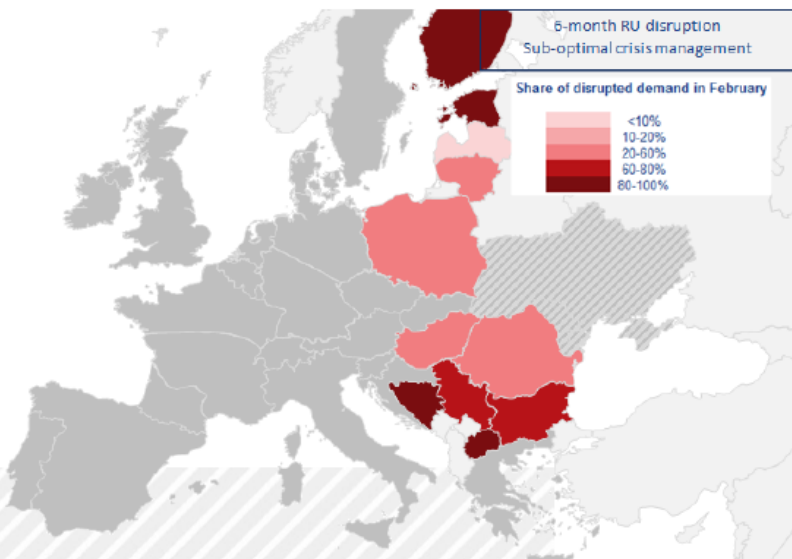 6-month RU disruption
Sub-optimal crisis management
Share of disrupted demand in February
<10%
10-20%
20-60%
60-80%
80-100%